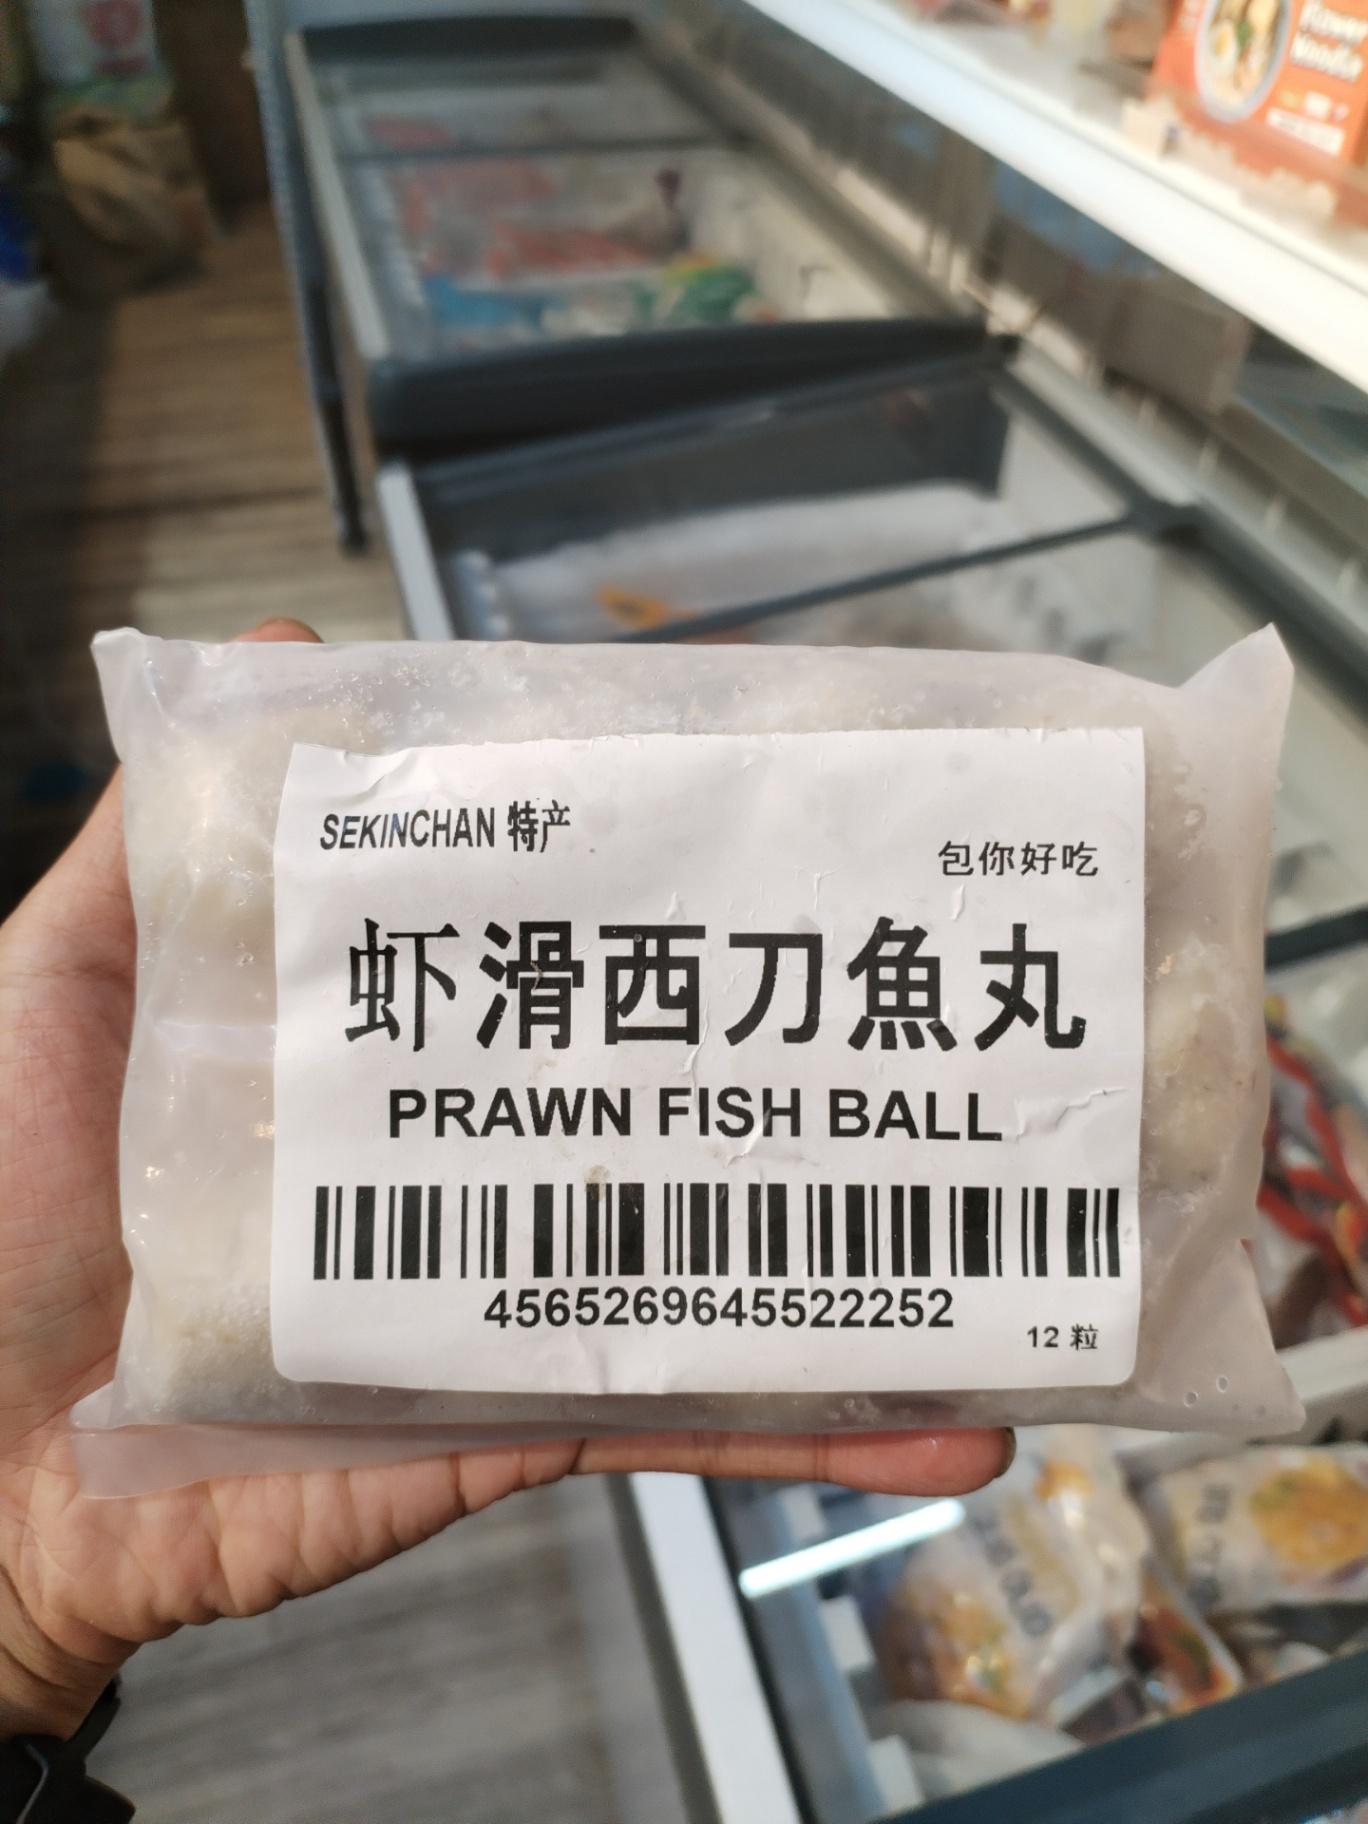 SEKINCHAN 特产
包你好吃
虾滑西刀魚丸
PRAWN FISH BALL
4565269645522252
12 粒
Noodle